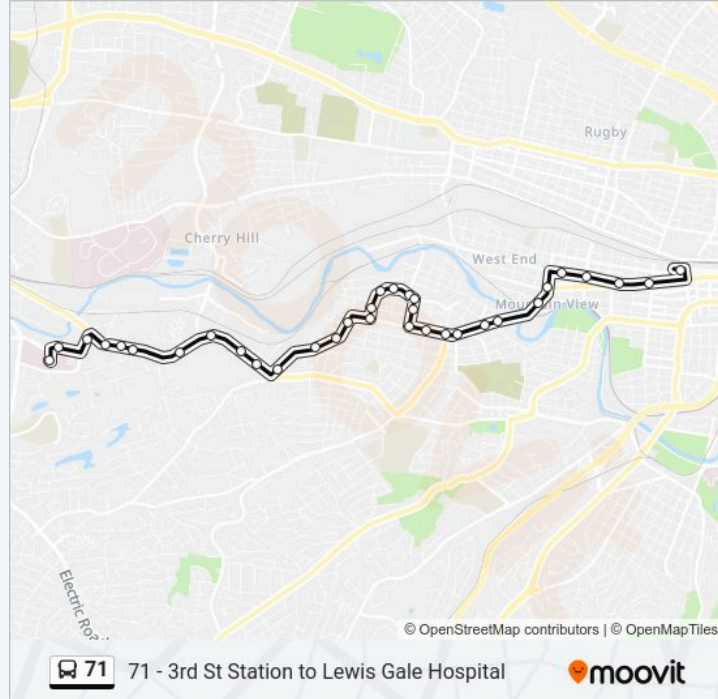 Rugby
Cherry Hill
West End
Mountain View
Electric Roa
© OpenStreetMap contributors | © OpenMapTiles
71 71 - 3rd St Station to Lewis Gale Hospital moovit